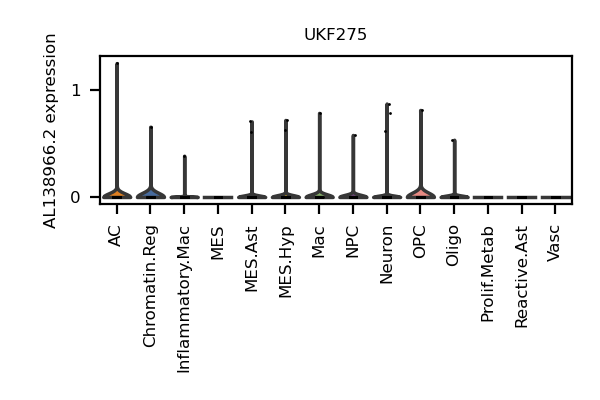 UKF275
AL138966.2 expression
1
0
AC
Chromatin.Reg
Inflammatory.Mac
MES
MES.Ast
MES.Hyp
Mac
NPC
Neuron
OPC
Oligo
Prolif.Metab
Reactive.Ast
Vasc